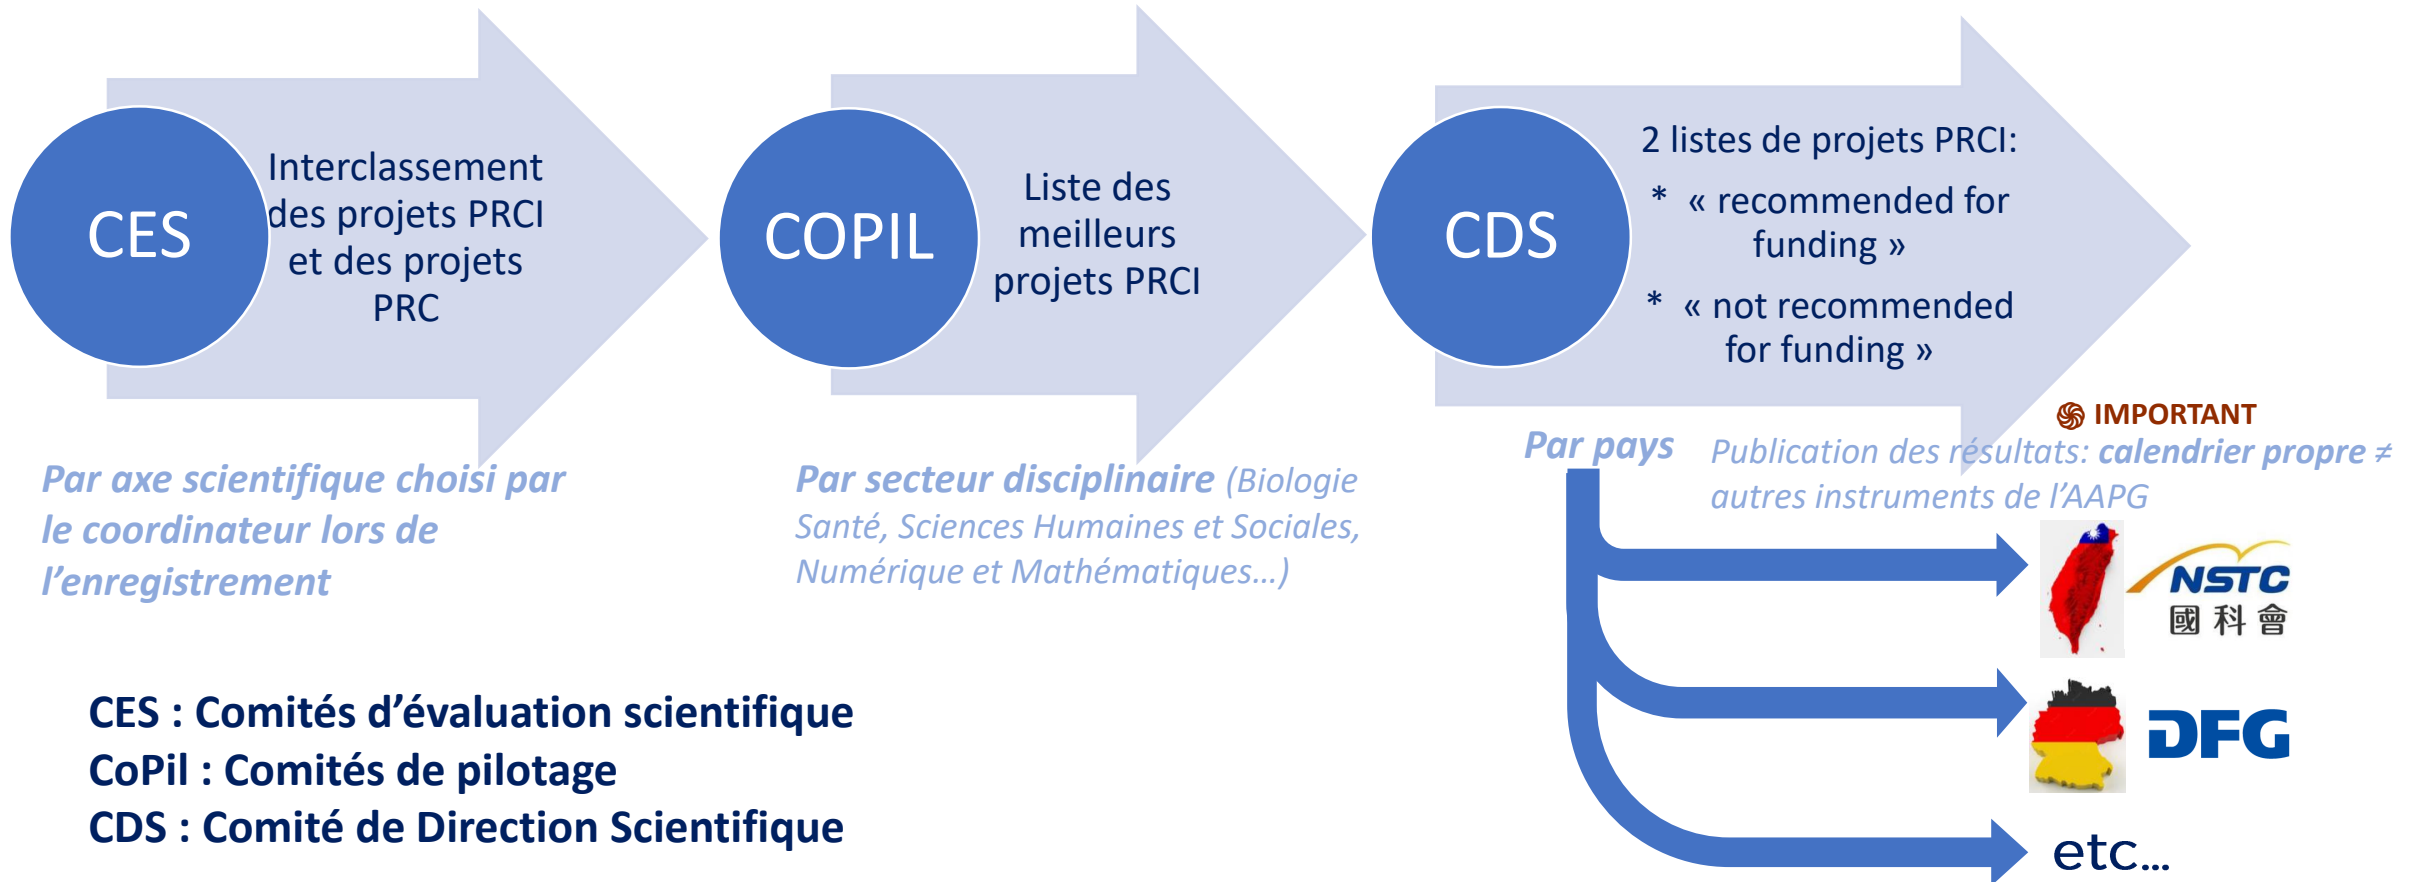 CES
Interclassement
des projets PRCI
et des projets
PRC
COPIL
Liste des
meilleurs
projets PRCI
CDS
2 listes de projets PRCI:
* « recommended for
funding »
* « not recommended
for funding »
Par axe scientifique choisi par
le coordinateur lors de
l’enregistrement
Par secteur disciplinaire (Biologie
Santé, Sciences Humaines et Sociales,
Numérique et Mathématiques…)
Par pays
IMPORTANT
Publication des résultats: calendrier propre ≠
autres instruments de l’AAPG
NSTC
國科會
DFG
etc…
CES : Comités d’évaluation scientifique
CoPil : Comités de pilotage
CDS : Comité de Direction Scientifique